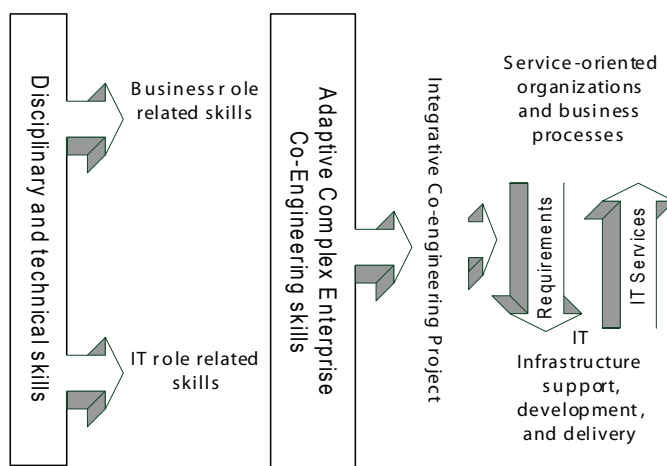 Disciplinary and technical skills
Business role
related skills
IT role related
skills
Adaptive Complex Enterprise
Co-Engineering skills
Integrative Co-engineering Project
Service-oriented
organizations
and business
processes
Requirements
IT Services
IT
Infrastructure
support,
development,
and delivery